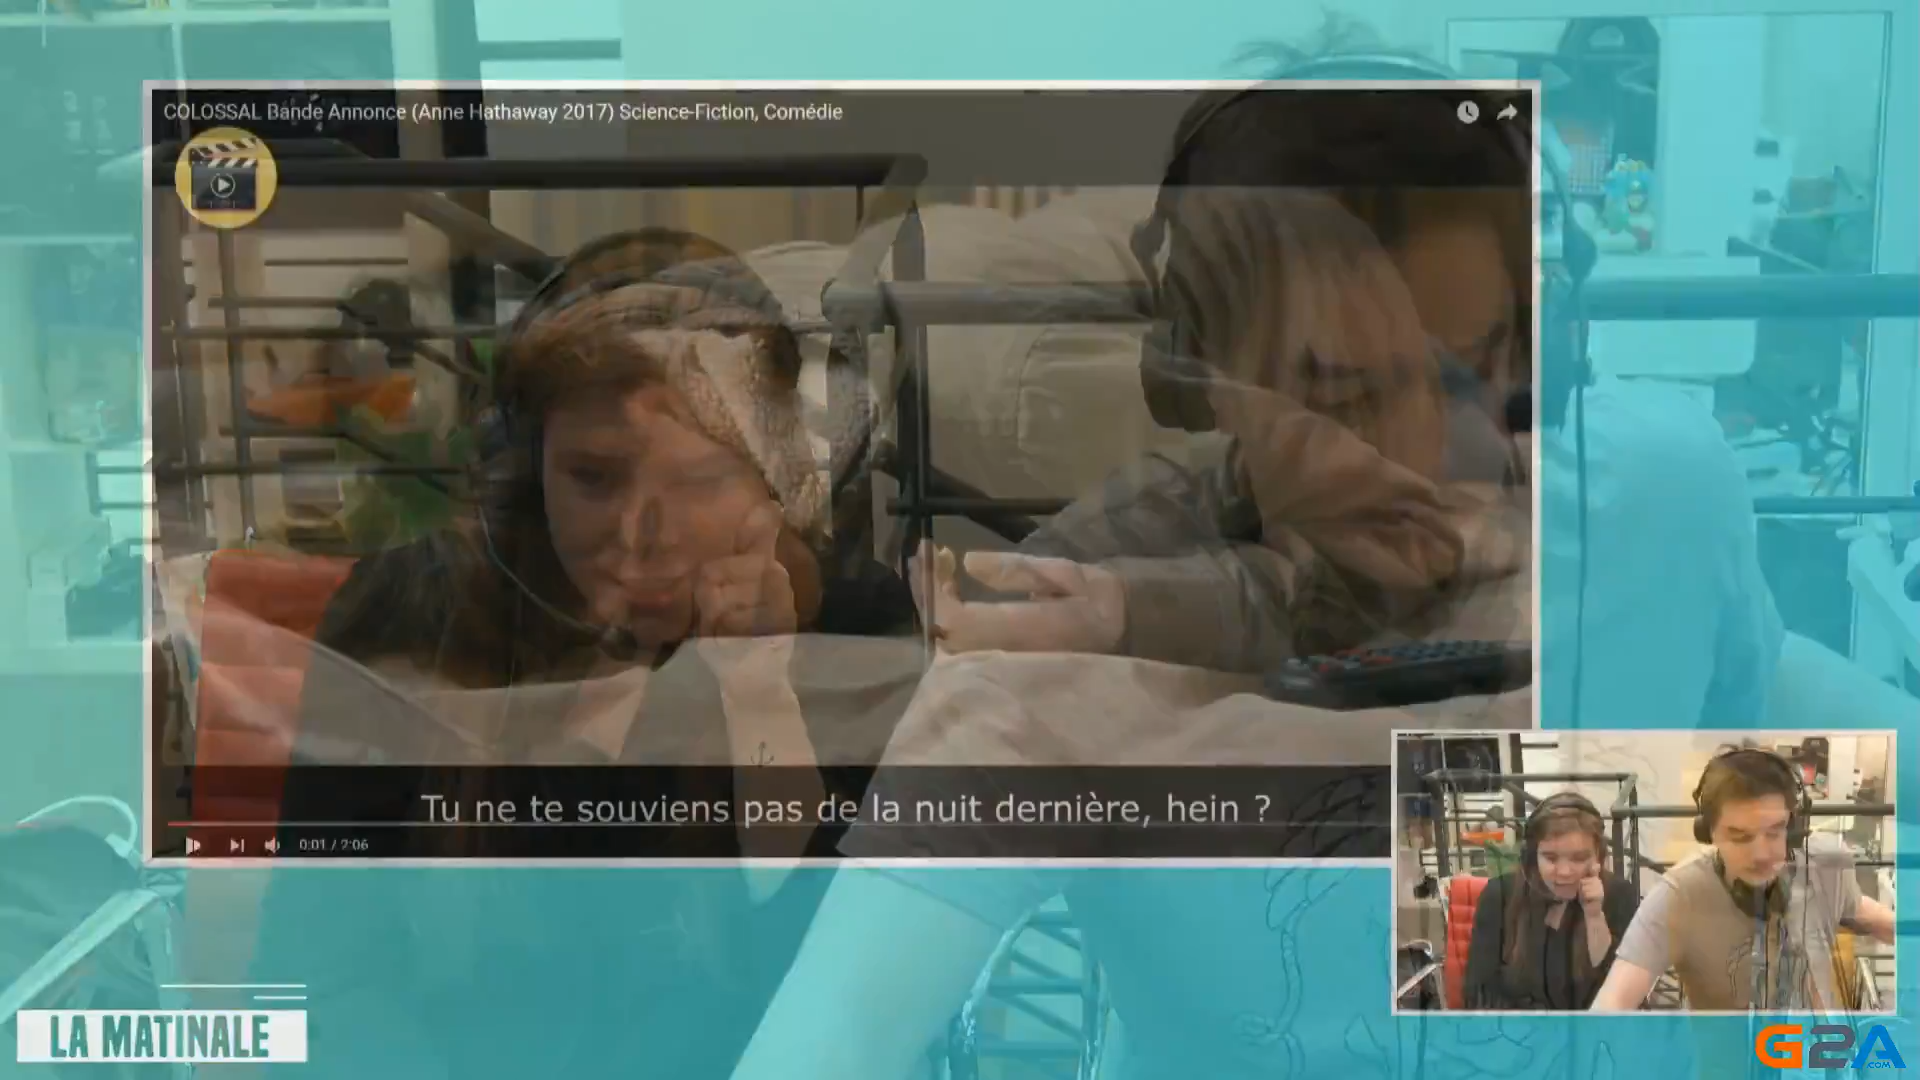 COLOSSAL Bande Annonce (Anne Hathaway 2017) Science-Fiction, Comédie
Tu ne te souviens pas de la nuit dernière, hein ?
0:01 / 2:06
LA MATINALE
G2A
.COM